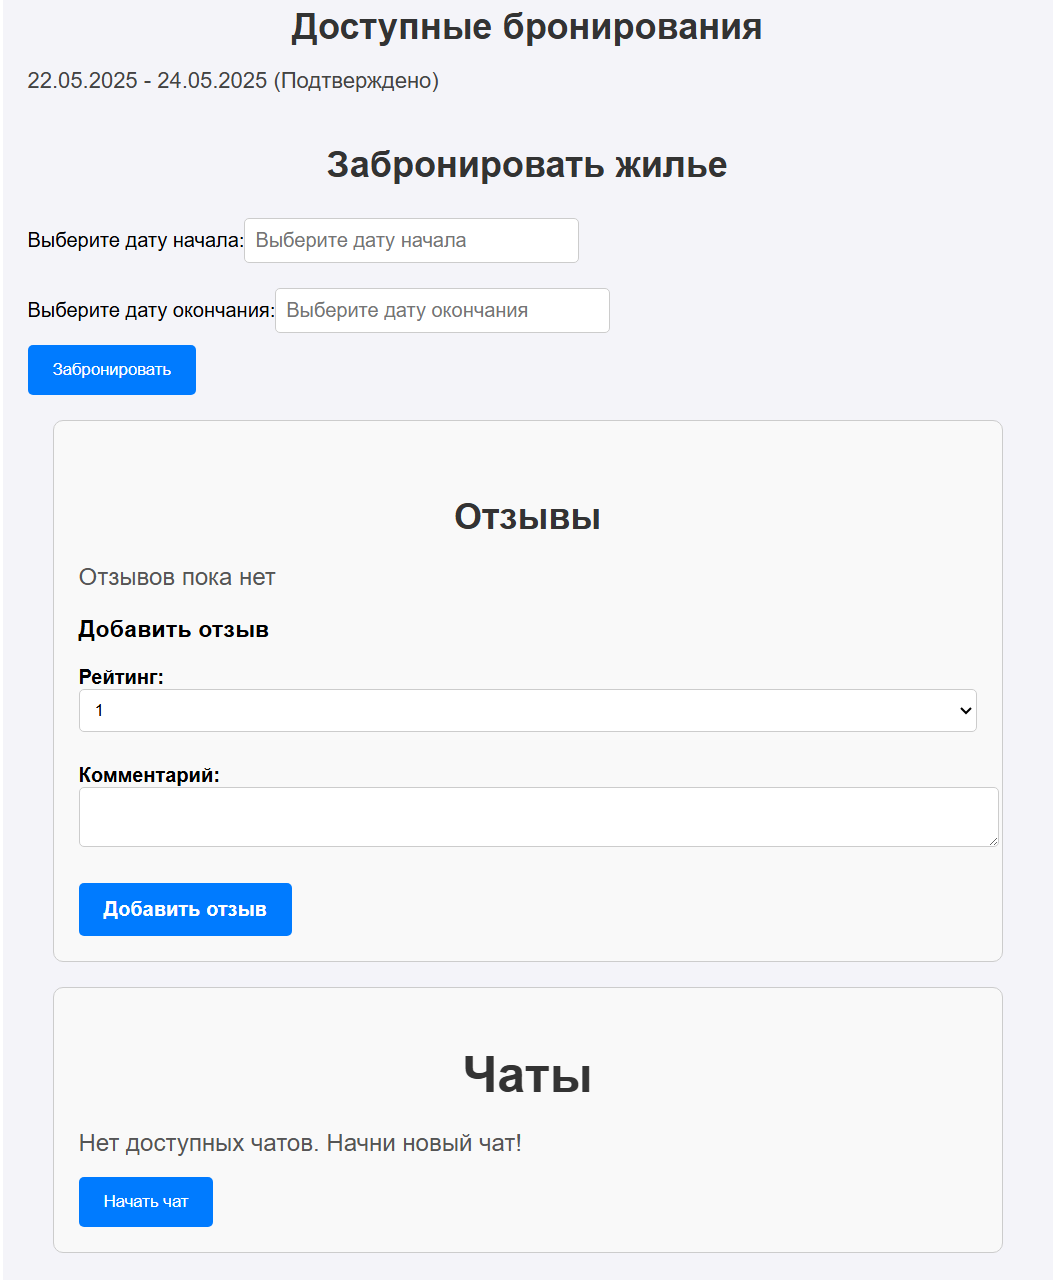 Доступные бронирования
22.05.2025 - 24.05.2025 (Подтверждено)
Забронировать жилье
Выберите дату начала: Выберите дату начала
Выберите дату окончания: Выберите дату окончания
Забронировать
Отзывы
Отзывов пока нет
Добавить отзыв
Рейтинг:
1
Комментарий:
Добавить отзыв
Чаты
Нет доступных чатов. Начни новый чат!
Начать чат